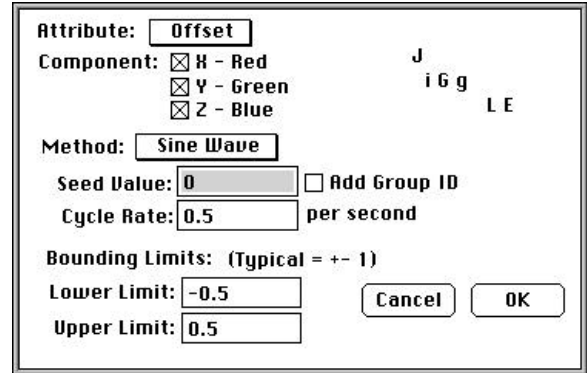 Attribute: Offset
Component: X - Red
Y - Green
Z - Blue
J
i G g
L E
Method: Sine Wave
Seed Value: 0 Add Group ID
Cycle Rate: 0.5 per second
Bounding Limits: (Typical = +- 1)
Lower Limit: -0.5
Upper Limit: 0.5
Cancel OK